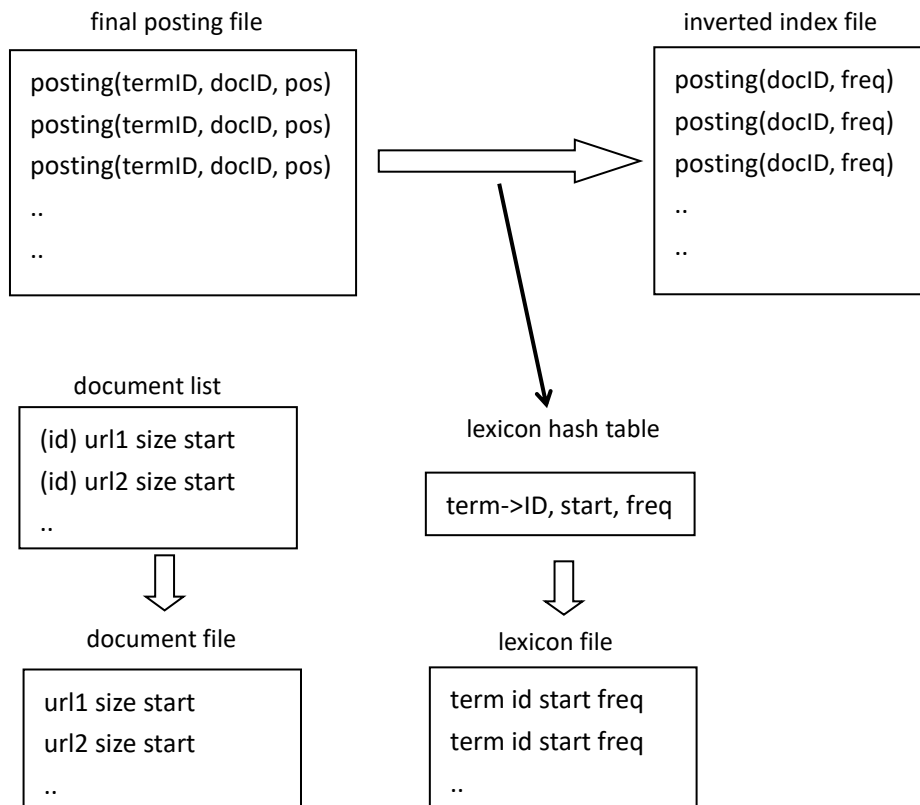 final posting file
posting(termID, docID, pos)
posting(termID, docID, pos)
posting(termID, docID, pos)
..
..
inverted index file
posting(docID, freq)
posting(docID, freq)
posting(docID, freq)
..
..
document list
(id) url1 size start
(id) url2 size start
..
lexicon hash table
term->ID, start, freq
document file
url1 size start
url2 size start
..
lexicon file
term id start freq
term id start freq
..